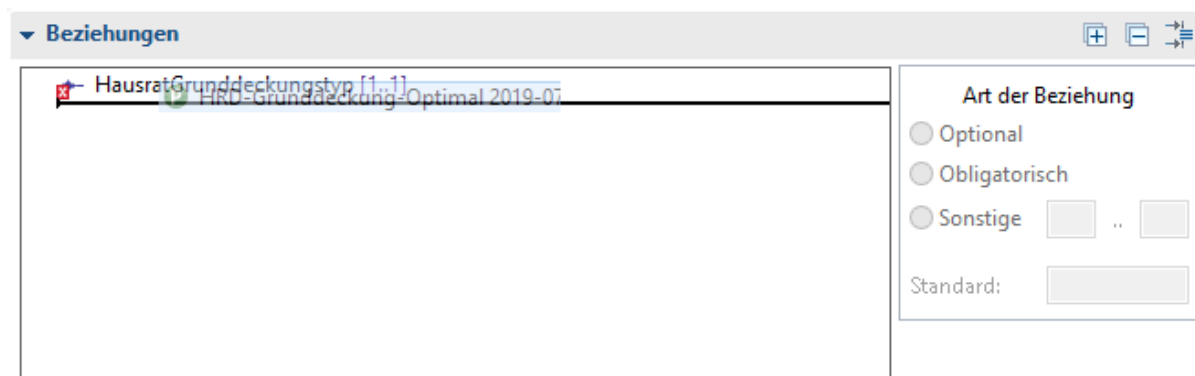 Beziehungen
HausratGrunddeckungstyp [1..1]
HRD-Grunddeckung-Optimal 2019-07
Art der Beziehung
Optional
Obligatorisch
Sonstige ..
Standard: